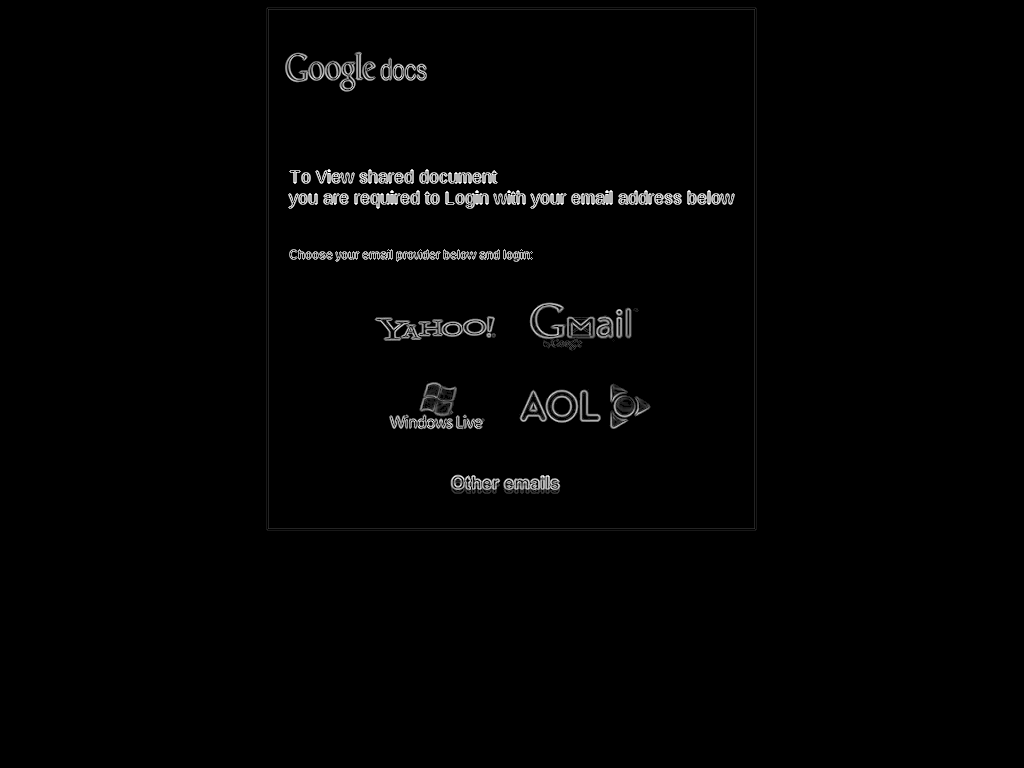 Google docs
To View shared document
you are required to Login with your email address below
Choose your email provider below and login:
YAHOO!
Gmail
by Google
Windows Live
AOL
Other emails